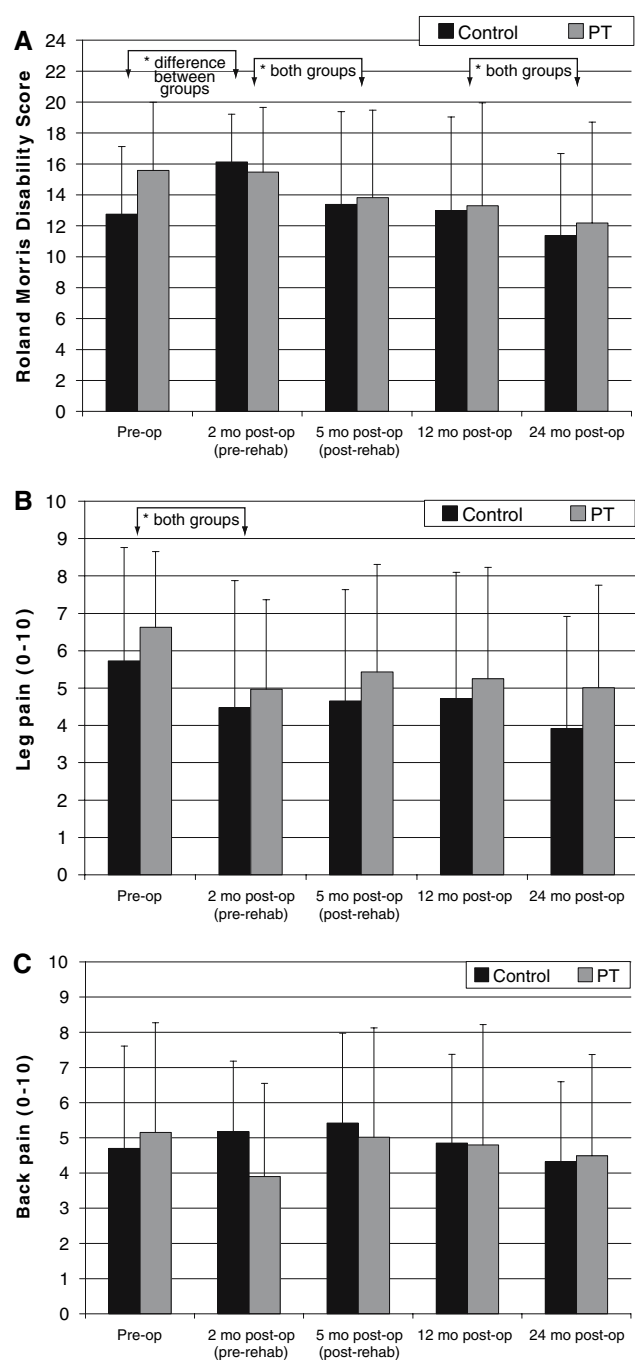 A
Control PT
Roland Morris Disability Score
24
22
20
18
16
14
12
10
8
6
4
2
0
* difference
between
groups
* both groups
* both groups
Pre-op 2 mo post-op 5 mo post-op 12 mo post-op 24 mo post-op
(pre-rehab) (post-rehab)
B
Control PT
Leg pain (0-10)
10
9
8
7
6
5
4
3
2
1
0
* both groups
Pre-op 2 mo post-op 5 mo post-op 12 mo post-op 24 mo post-op
(pre-rehab) (post-rehab)
C
Control PT
Back pain (0-10)
10
9
8
7
6
5
4
3
2
1
0
Pre-op 2 mo post-op 5 mo post-op 12 mo post-op 24 mo post-op
(pre-rehab) (post-rehab)